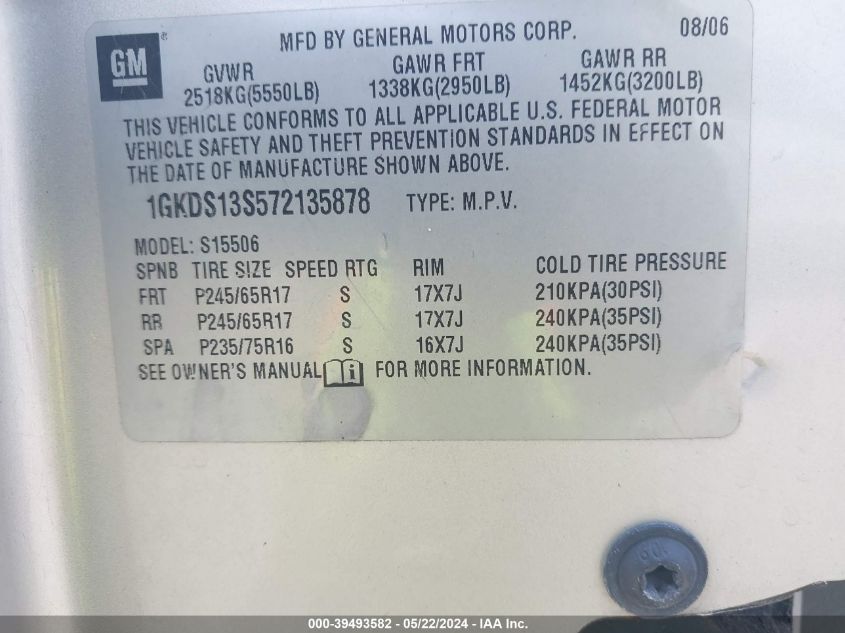 GM ®
MFD BY GENERAL MOTORS CORP. 08/06
GVWR GAWR FRT GAWR RR
2518KG(5550LB) 1338KG(2950LB) 1452KG(3200LB)
THIS VEHICLE CONFORMS TO ALL APPLICABLE U.S. FEDERAL MOTOR
VEHICLE SAFETY AND THEFT PREVENTION STANDARDS IN EFFECT ON
THE DATE OF MANUFACTURE SHOWN ABOVE.
1GKDS13S572135878 TYPE: M.P.V.
MODEL: S15506
SPNB TIRE SIZE SPEED RTG RIM COLD TIRE PRESSURE
FRT P245/65R17 S 17X7J 210KPA(30PSI)
RR P245/65R17 S 17X7J 240KPA(35PSI)
SPA P235/75R16 S 16X7J 240KPA(35PSI)
SEE OWNER'S MANUAL i FOR MORE INFORMATION.
000-39493582 / 05/22/2024 - IAA Inc.